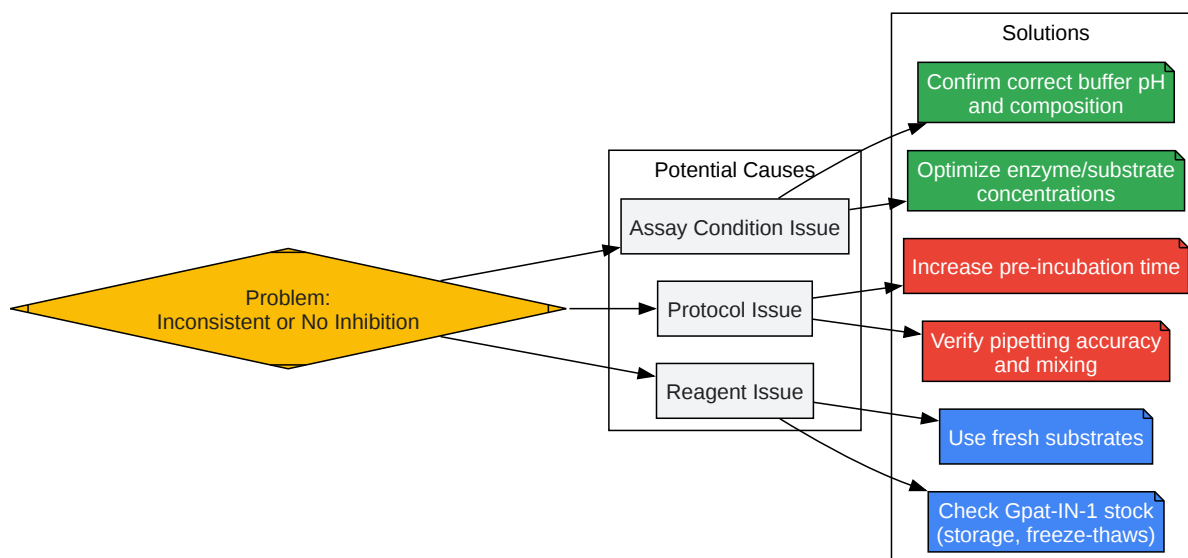 Problem:
Inconsistent or No Inhibition
Potential Causes
Assay Condition Issue
Protocol Issue
Reagent Issue
Solutions
Confirm correct buffer pH
and composition
Optimize enzyme/substrate
concentrations
Increase pre-incubation time
Verify pipetting accuracy
and mixing
Use fresh substrates
Check Gpat-IN-1 stock
(storage, freeze-thaws)